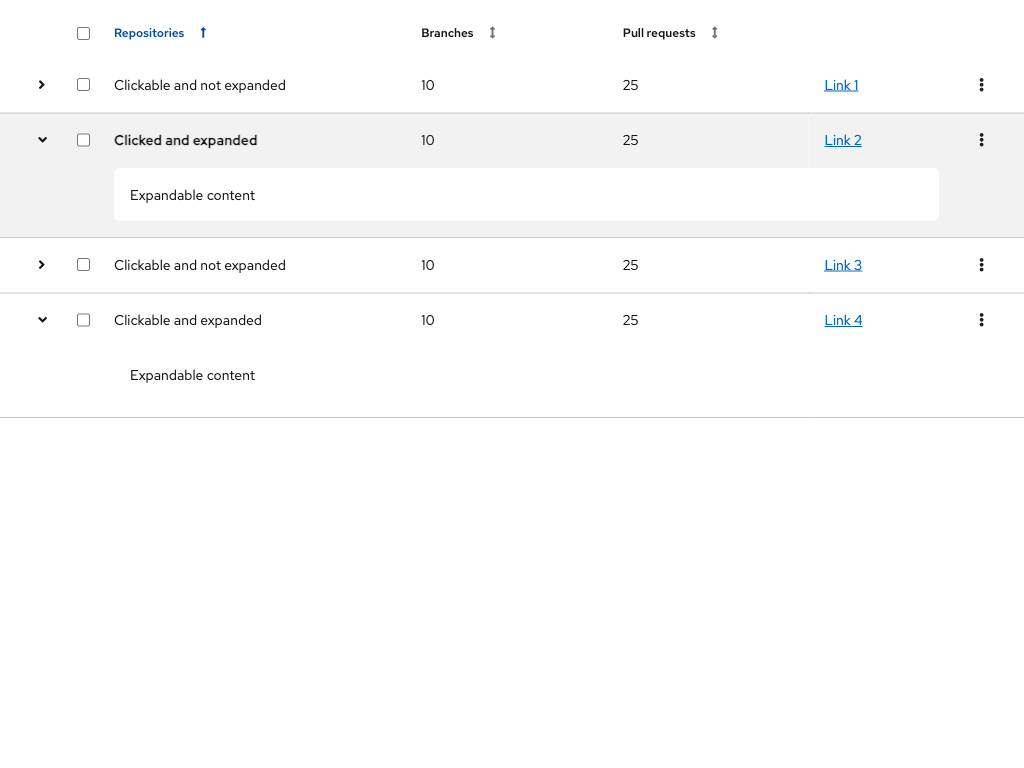 Repositories Branches Pull requests
Clickable and not expanded 10 25 Link 1
Clicked and expanded 10 25 Link 2
Expandable content
Clickable and not expanded 10 25 Link 3
Clickable and expanded 10 25 Link 4
Expandable content